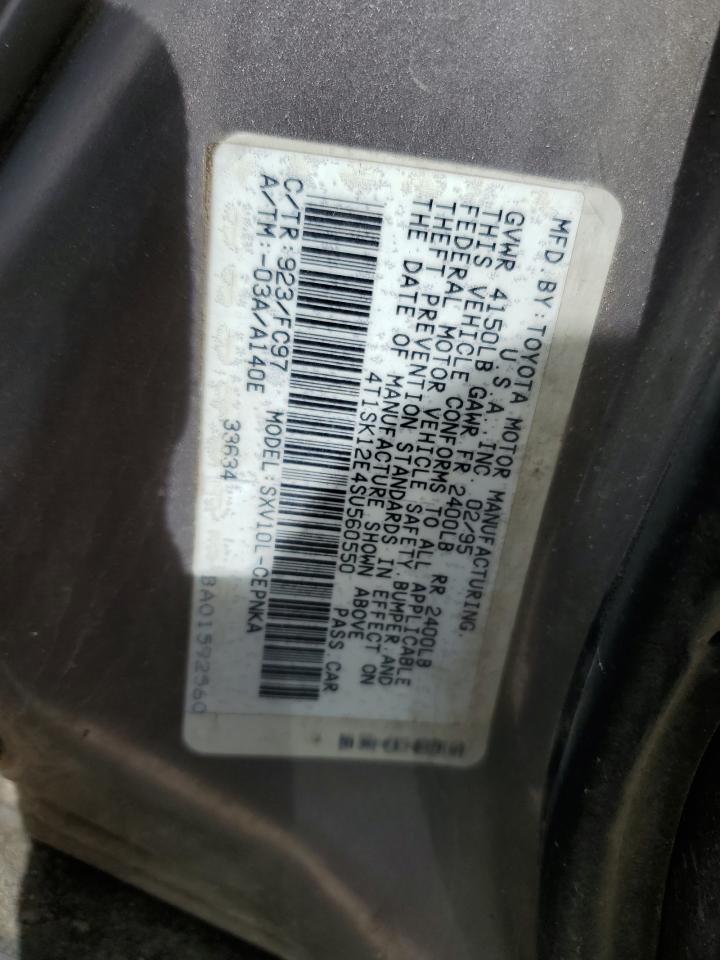 MFD. BY: TOYOTA MOTOR MANUFACTURING,
U.S.A., INC. 02/95
GVWR 4150LB GAWR FR. 2400LB RR 2400LB
THIS VEHICLE CONFORMS TO ALL APPLICABLE
FEDERAL MOTOR VEHICLE SAFETY, BUMPER, AND
THEFT PREVENTION STANDARDS IN EFFECT ON
THE DATE OF MANUFACTURE SHOWN ABOVE
4T1SK12E4SU560550 PASS. CAR
C/TR: 923/FC97 MODEL: SXV10L-CEPNKA
A/TM: -03A/A140E 33634
BA01592960